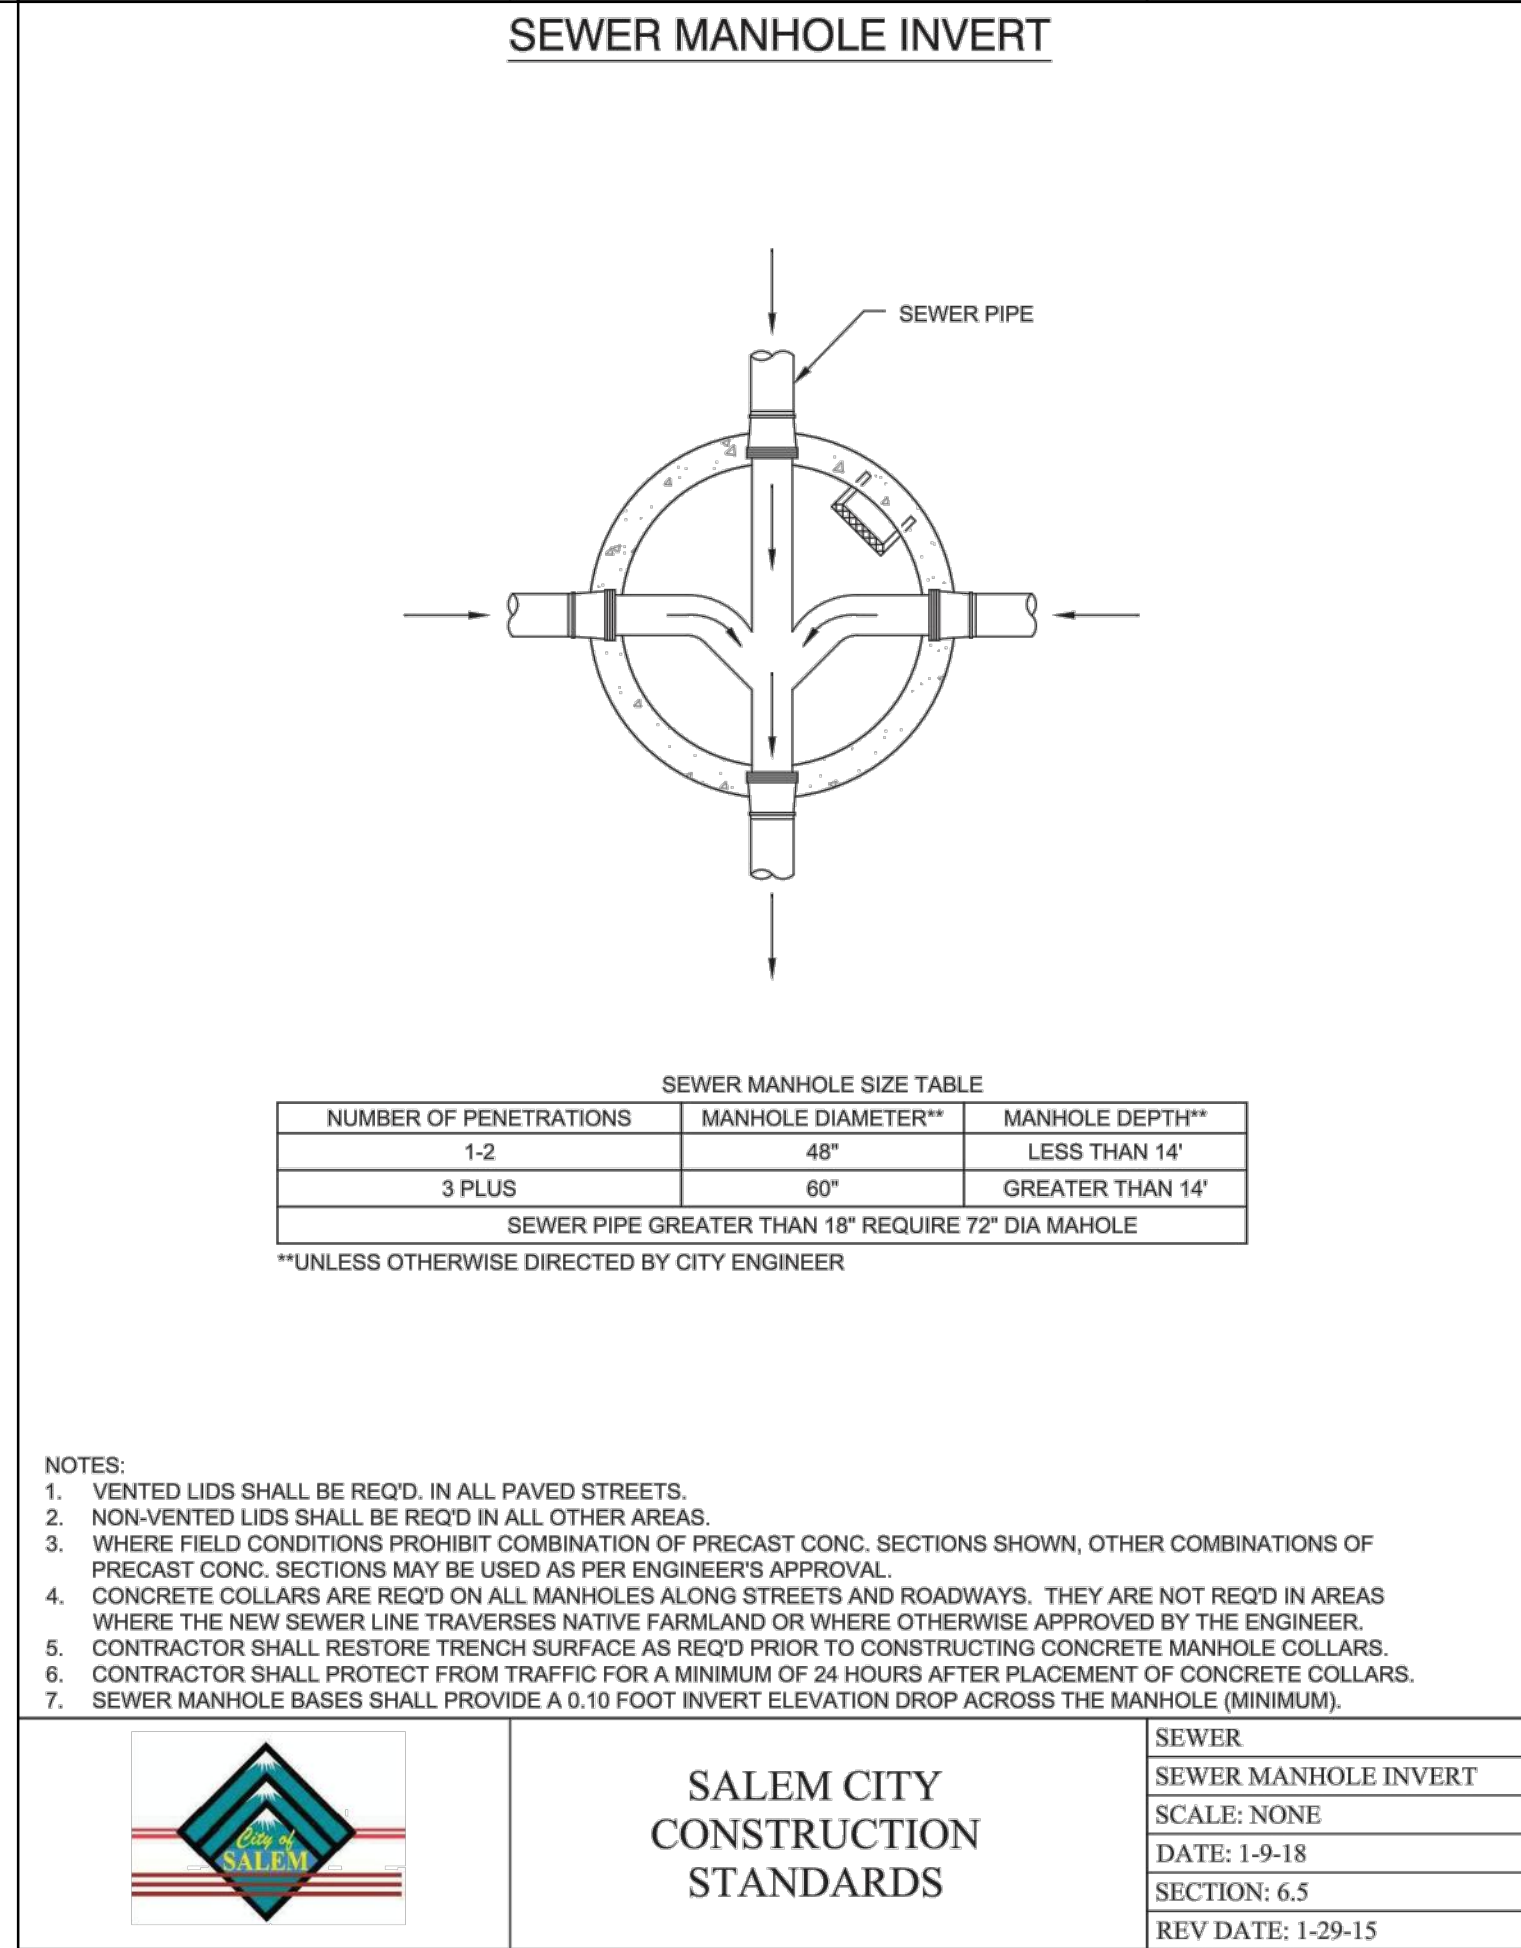 SEWER MANHOLE INVERT
SEWER PIPE
SEWER MANHOLE SIZE TABLE
NUMBER OF PENETRATIONS MANHOLE DIAMETER** MANHOLE DEPTH**
1-2 48" LESS THAN 14'
3 PLUS 60" GREATER THAN 14'
SEWER PIPE GREATER THAN 18" REQUIRE 72" DIA MAHOLE
**UNLESS OTHERWISE DIRECTED BY CITY ENGINEER
NOTES:
1. VENTED LIDS SHALL BE REQ'D. IN ALL PAVED STREETS.
2. NON-VENTED LIDS SHALL BE REQ'D IN ALL OTHER AREAS.
3. WHERE FIELD CONDITIONS PROHIBIT COMBINATION OF PRECAST CONC. SECTIONS SHOWN, OTHER COMBINATIONS OF
PRECAST CONC. SECTIONS MAY BE USED AS PER ENGINEER'S APPROVAL.
4. CONCRETE COLLARS ARE REQ'D ON ALL MANHOLES ALONG STREETS AND ROADWAYS. THEY ARE NOT REQ'D IN AREAS
WHERE THE NEW SEWER LINE TRAVERSES NATIVE FARMLAND OR WHERE OTHERWISE APPROVED BY THE ENGINEER.
5. CONTRACTOR SHALL RESTORE TRENCH SURFACE AS REQ'D PRIOR TO CONSTRUCTING CONCRETE MANHOLE COLLARS.
6. CONTRACTOR SHALL PROTECT FROM TRAFFIC FOR A MINIMUM OF 24 HOURS AFTER PLACEMENT OF CONCRETE COLLARS.
7. SEWER MANHOLE BASES SHALL PROVIDE A 0.10 FOOT INVERT ELEVATION DROP ACROSS THE MANHOLE (MINIMUM).
City of
SALEM
SALEM CITY
CONSTRUCTION
STANDARDS
SEWER
SEWER MANHOLE INVERT
SCALE: NONE
DATE: 1-9-18
SECTION: 6.5
REV DATE: 1-29-15